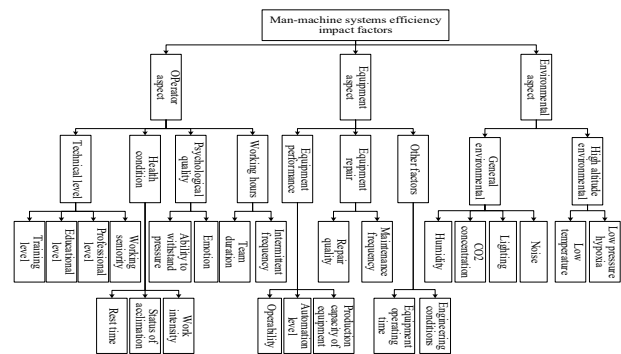 Man-machine systems efficiency
impact factors
OPerator
aspect
Equipment
aspect
Environmental
aspect
Technical level
Health
condition
Psychological
quality
Working hours
Equipment
performance
Equipment
repair
Other factors
General
environmental
High altitude
environmental
Training
level
Educational
level
Professional
level
Working
seniority
Ability to
withstand
pressure
Emotion
Team
duration
Intermittent
frequency
Repair
quality
Maintenance
frequency
Humidity
CO2
concentration
Lighting
Noise
Low
temperature
Low pressure
hypoxia
Rest time
Status of
acclimation
Work
intensity
Operability
Automation
level
Production
capacity of
equipment
Equipment
operating
time
Engineering
conditions